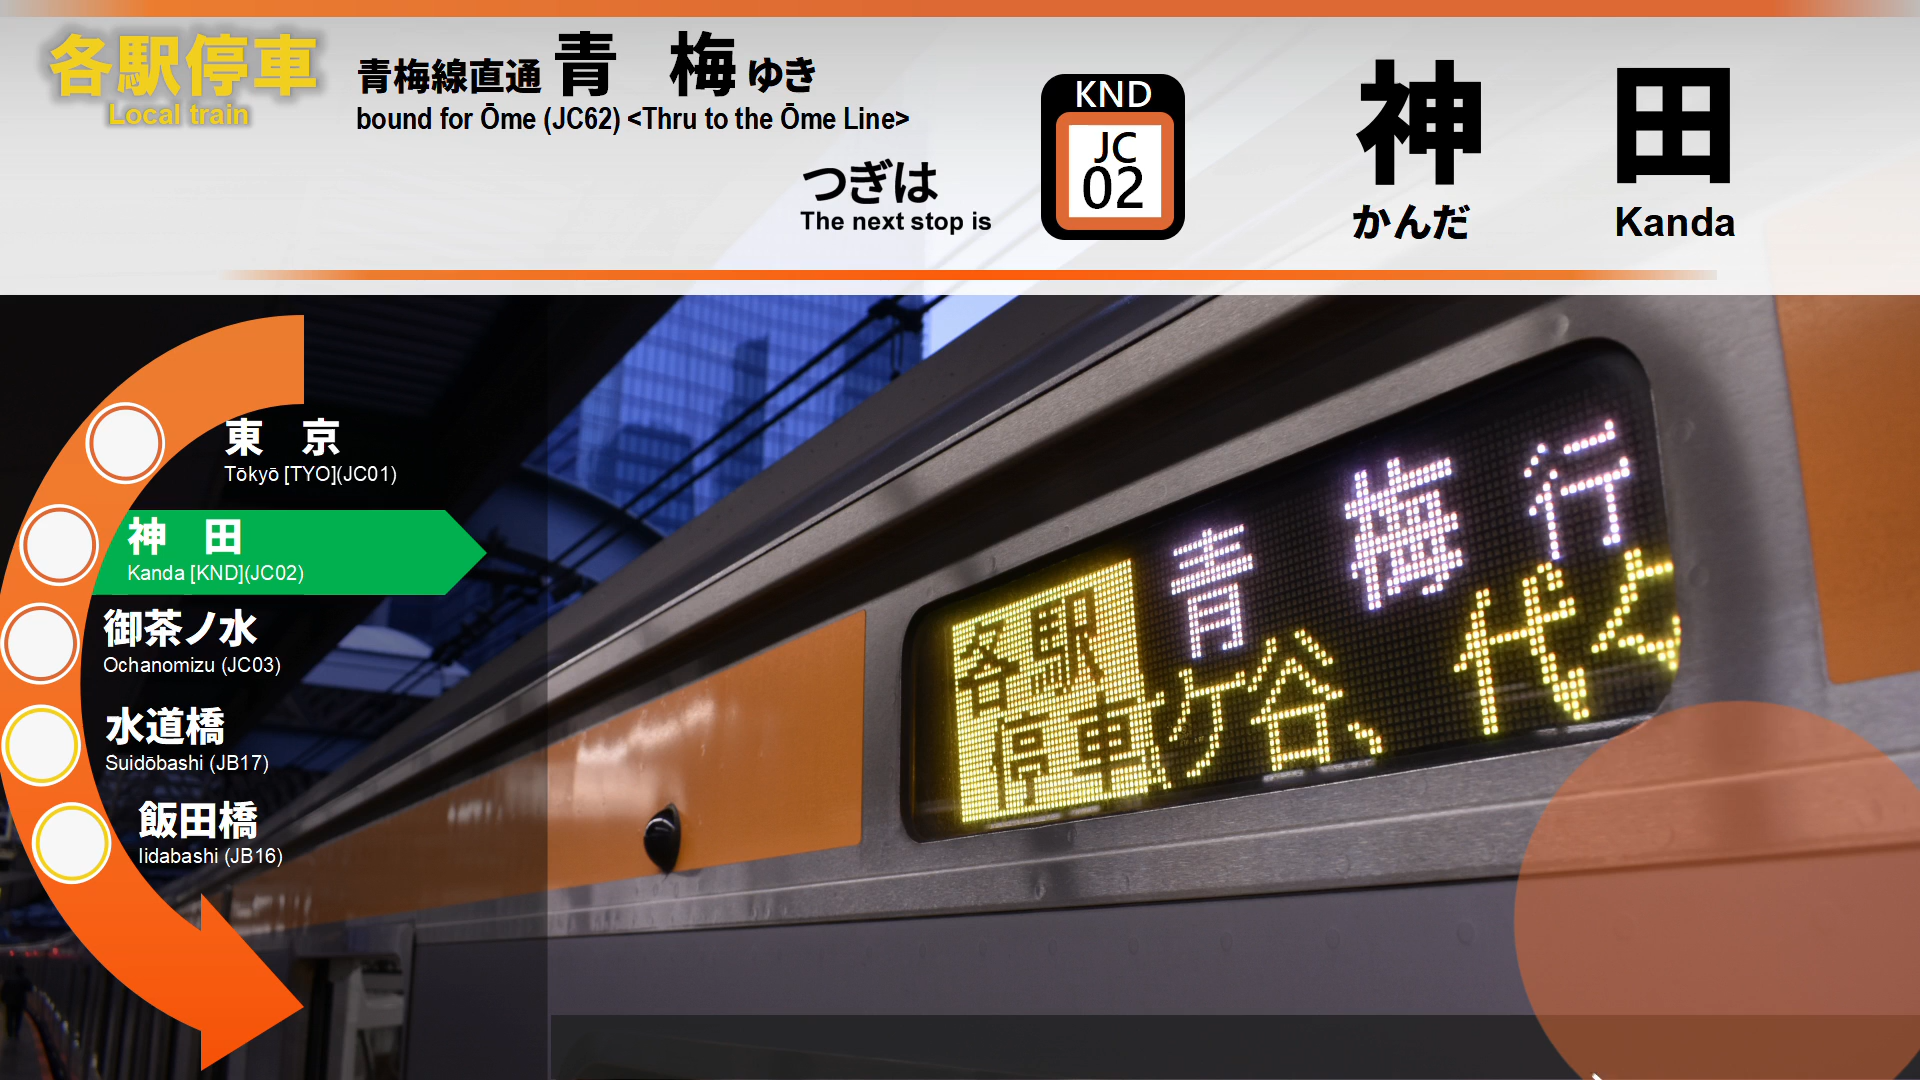 各駅停車
Local train
青梅線直通 青 梅 ゆき
bound for Ōme (JC62) <Thru to the Ōme Line>
つぎは
The next stop is
KND
JC
02
神 田
かんだ Kanda
東 京
Tōkyō [TYO](JC01)
神 田
Kanda [KND](JC02)
御茶ノ水
Ochanomizu (JC03)
水道橋
Suidōbashi (JB17)
飯田橋
Iidabashi (JB16)
各駅
停車
青 梅 行
ケ谷、代々